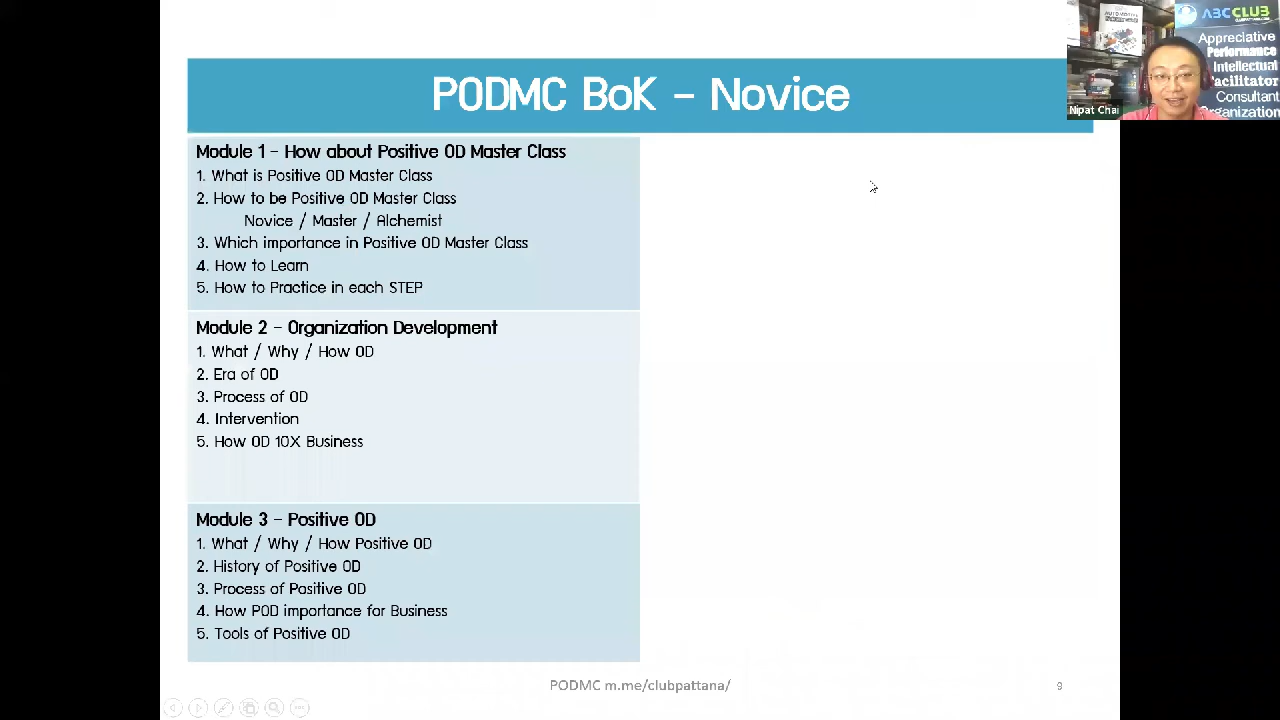 PODMC BoK - Novice
Module 1 - How about Positive OD Master Class
1. What is Positive OD Master Class
2. How to be Positive OD Master Class
Novice / Master / Alchemist
3. Which importance in Positive OD Master Class
4. How to Learn
5. How to Practice in each STEP
Module 2 - Organization Development
1. What / Why / How OD
2. Era of OD
3. Process of OD
4. Intervention
5. How OD 10X Business
Module 3 - Positive OD
1. What / Why / How Positive OD
2. History of Positive OD
3. Process of Positive OD
4. How POD importance for Business
5. Tools of Positive OD
PODMC m.me/clubpattana/
9
AUTOMOTIVE
ABCCLUB
Appreciative
Performance
Intellectual
Facilitator
Consultant
Organization
Nipat Chai